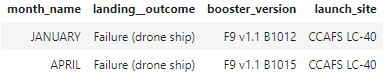 month_name landing__outcome booster_version launch_site
JANUARY Failure (drone ship) F9 v1.1 B1012 CCAFS LC-40
APRIL Failure (drone ship) F9 v1.1 B1015 CCAFS LC-40